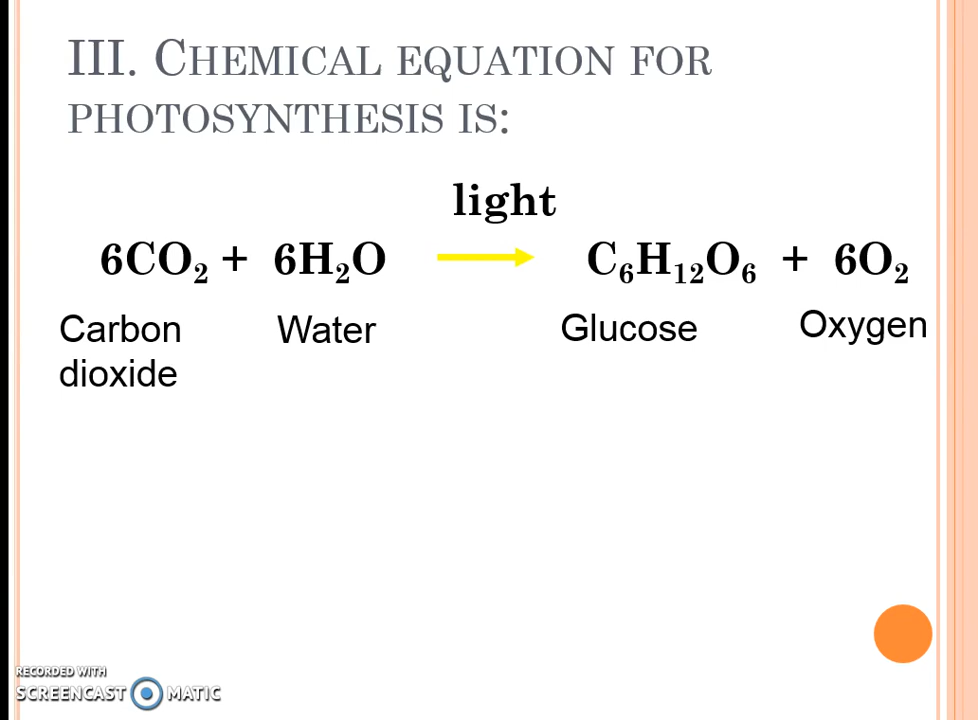 III. CHEMICAL EQUATION FOR
PHOTOSYNTHESIS IS:
light
6CO₂ + 6H₂O C₆H₁₂O₆ + 6O₂
Carbon Water Glucose Oxygen
dioxide
RECORDED WITH
SCREENCAST MATIC